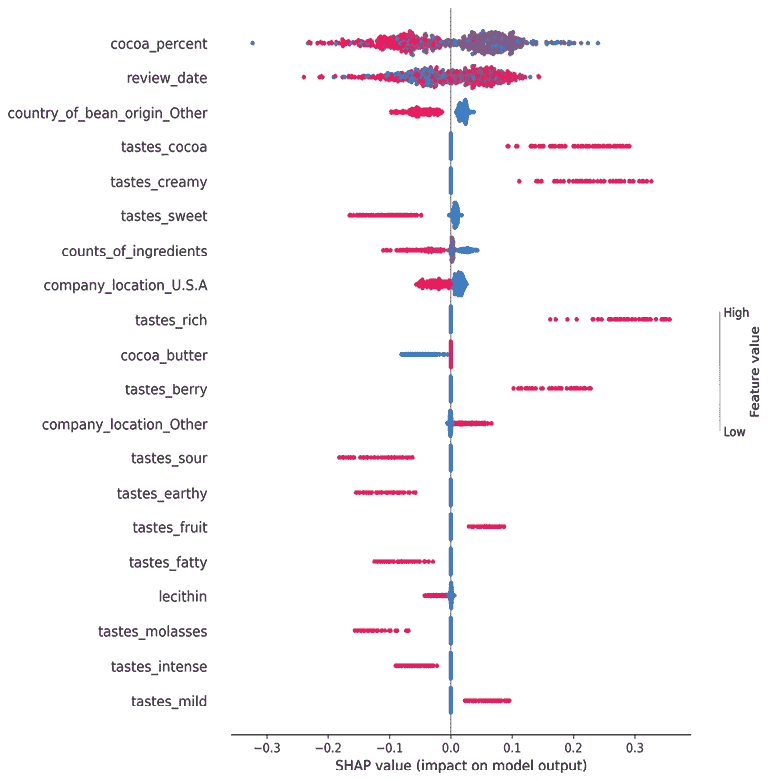 cocoa_percent
review_date
country_of_bean_origin_Other
tastes_cocoa
tastes_creamy
tastes_sweet
counts_of_ingredients
company_location_U.S.A
tastes_rich
cocoa_butter
tastes_berry
company_location_Other
tastes_sour
tastes_earthy
tastes_fruit
tastes_fatty
lecithin
tastes_molasses
tastes_intense
tastes_mild
High
Feature value
Low
−0.3 −0.2 −0.1 0.0 0.1 0.2 0.3
SHAP value (impact on model output)